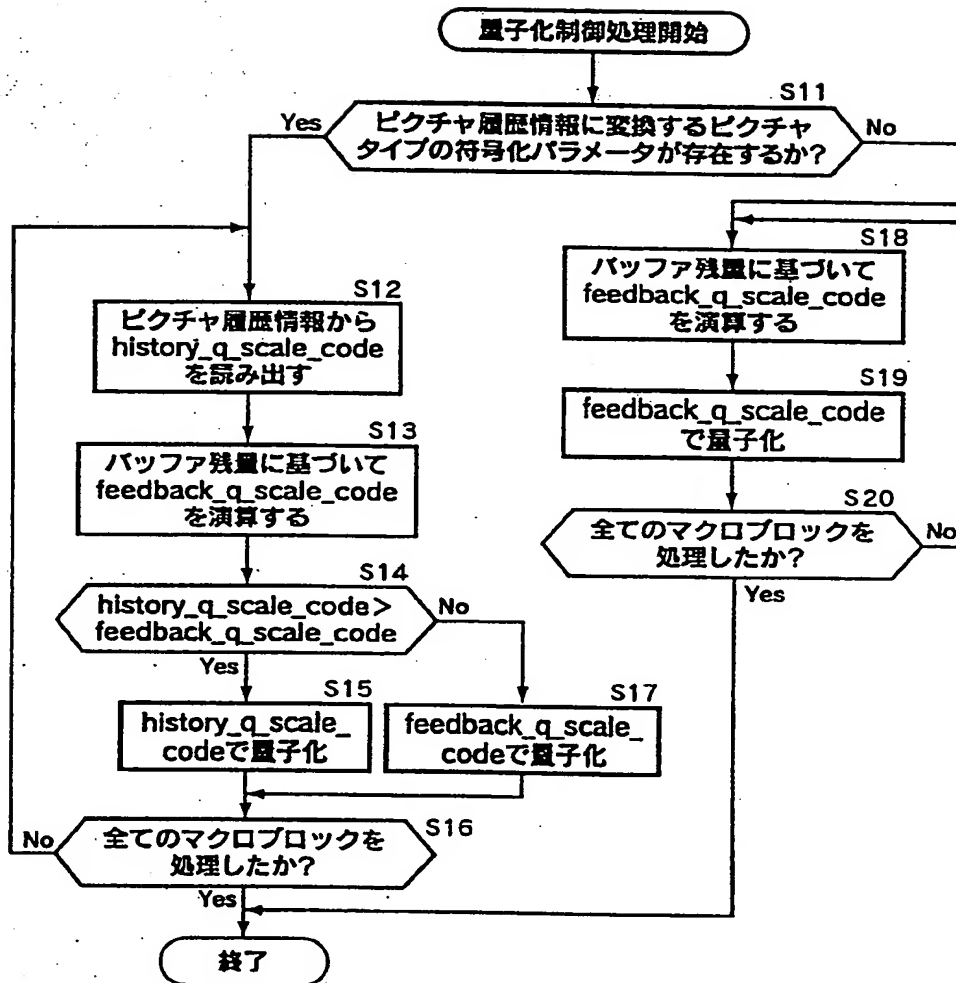 量子化制御処理開始
S11
Yes
ピクチャ履歴情報に変換するピクチャ
タイプの符号化パラメータが存在するか?
No
S12
ピクチャ履歴情報から
history_q_scale_code
を読み出す
S13
バッファ残量に基づいて
feedback_q_scale_code
を演算する
S14
history_q_scale_code>
feedback_q_scale_code
No
Yes
S15
history_q_scale_
codeで量子化
S17
feedback_q_scale_
codeで量子化
S16
全てのマクロブロックを
処理したか?
No
Yes
終了
S18
バッファ残量に基づいて
feedback_q_scale_code
を演算する
S19
feedback_q_scale_code
で量子化
S20
全てのマクロブロックを
処理したか?
No
Yes